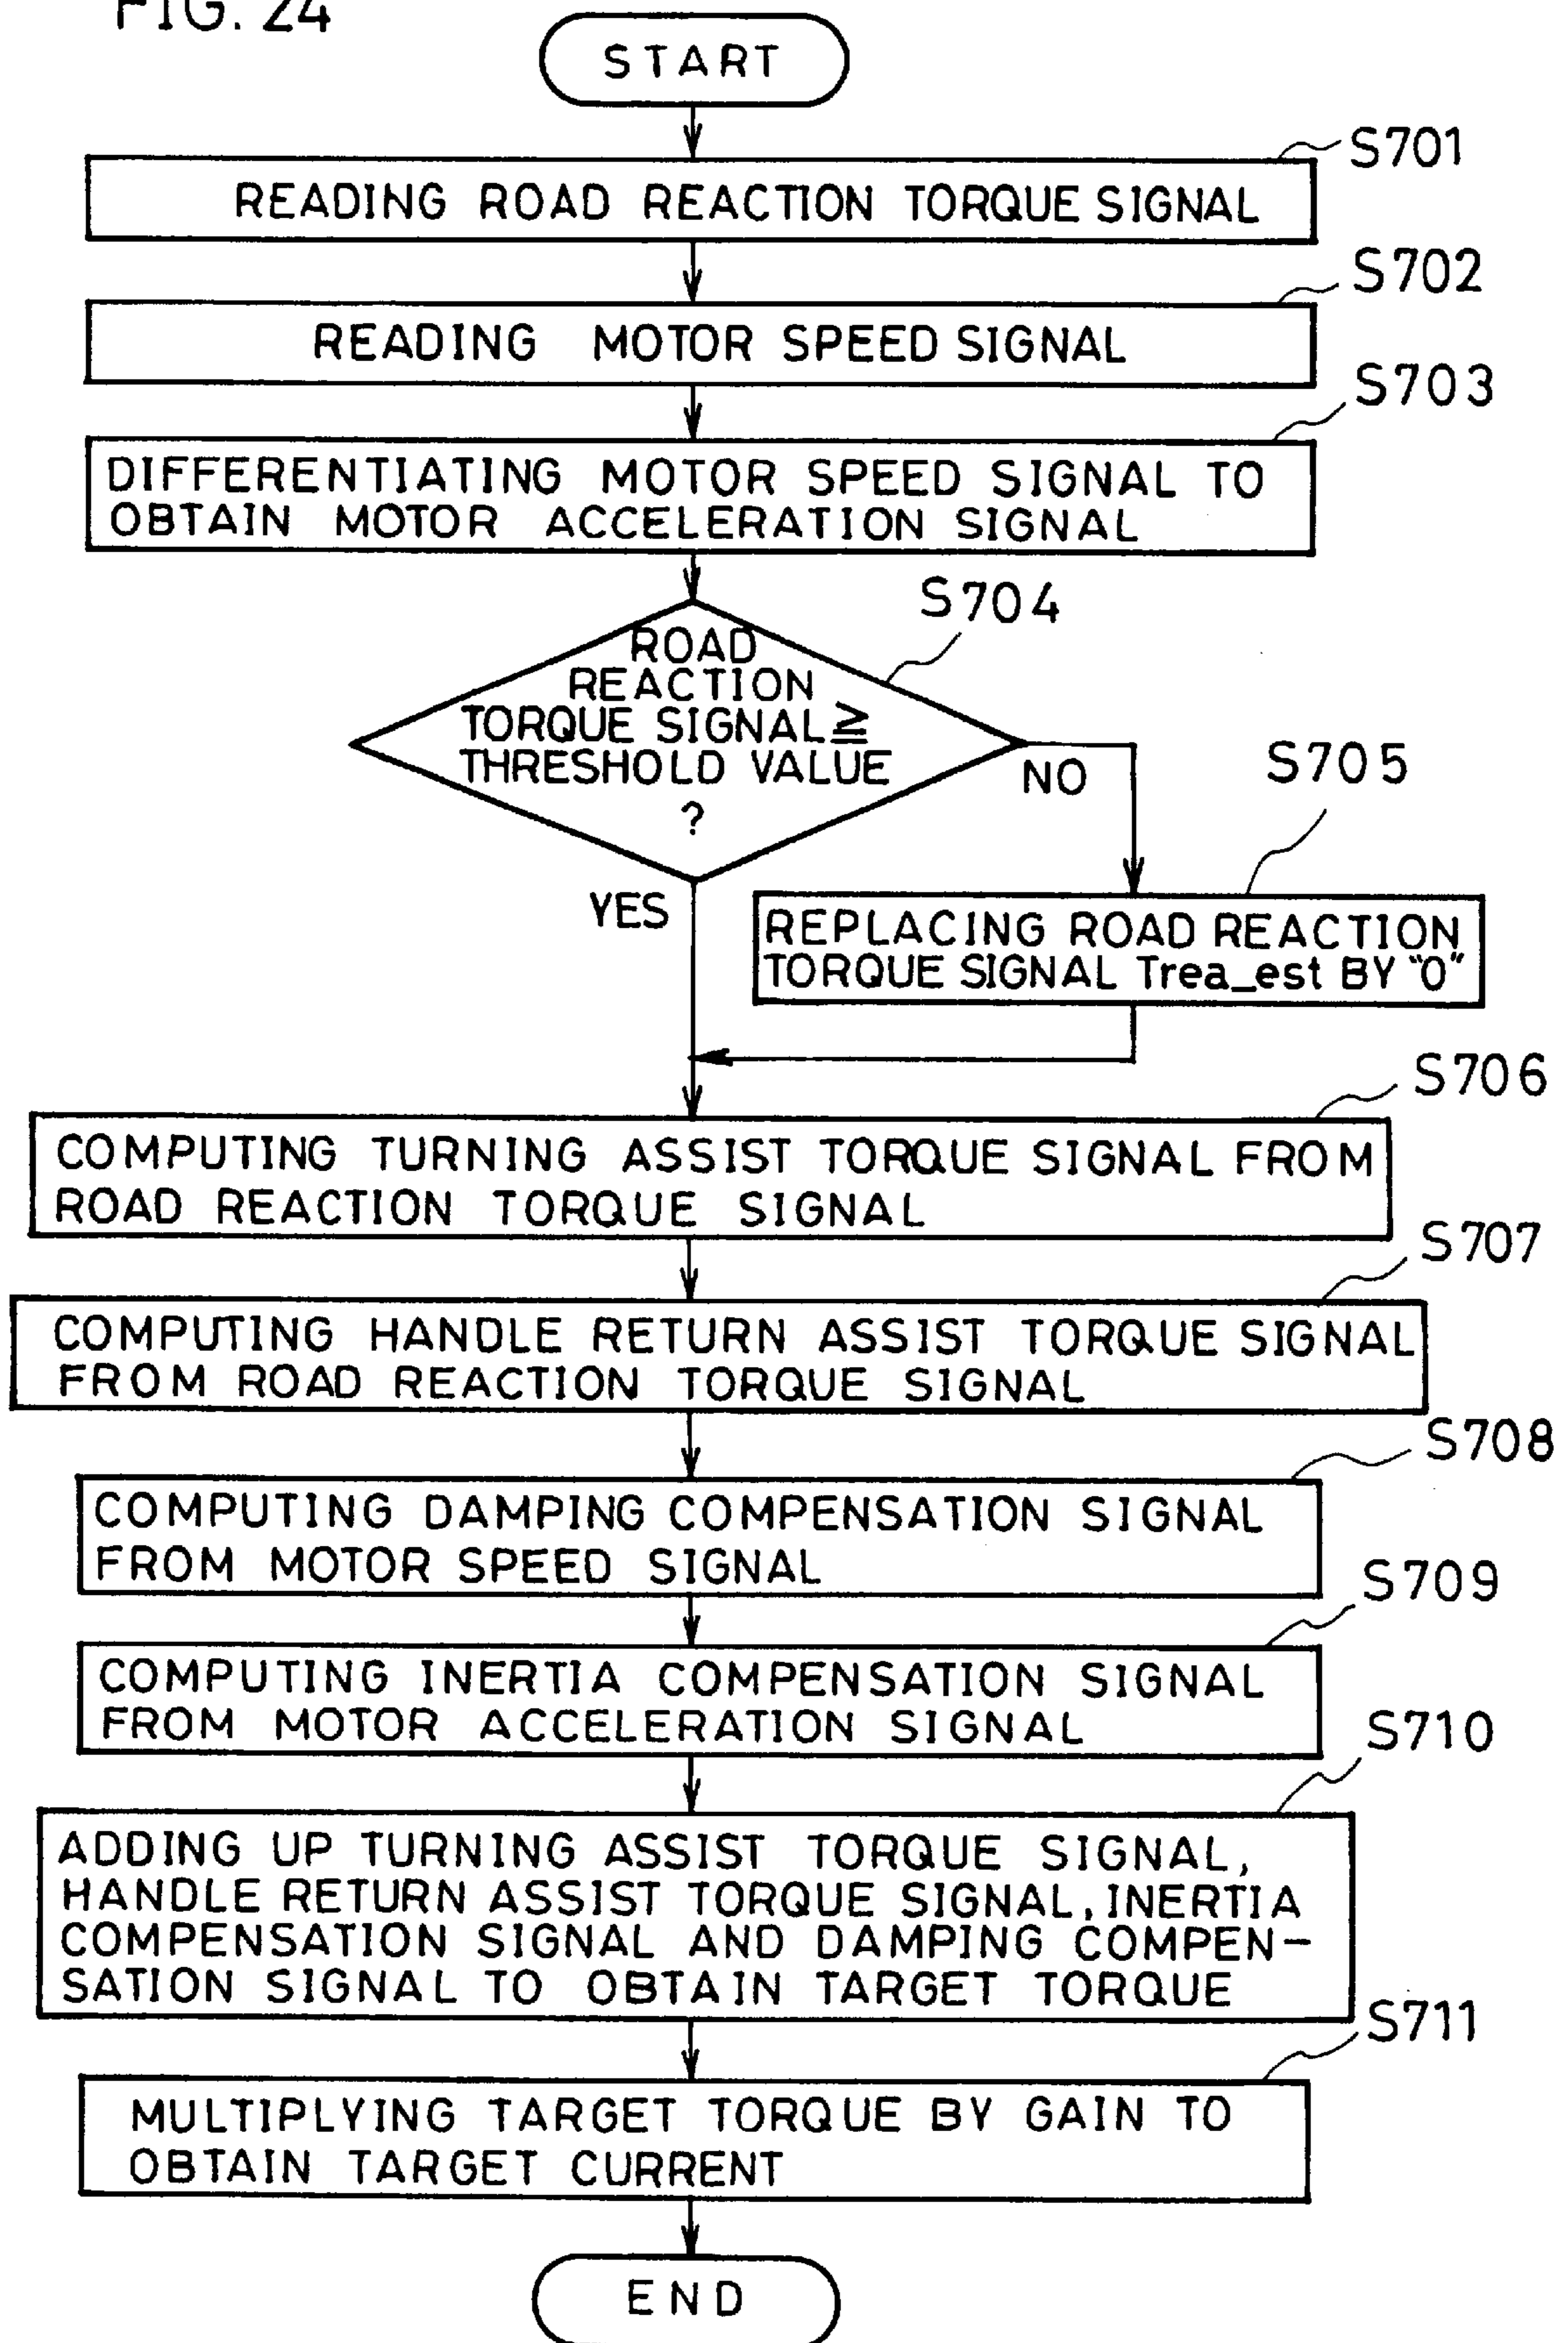 FIG. 24
START
S701
READING ROAD REACTION TORQUE SIGNAL
S702
READING MOTOR SPEED SIGNAL
S703
DIFFERENTIATING MOTOR SPEED SIGNAL TO
OBTAIN MOTOR ACCELERATION SIGNAL
S704
ROAD
REACTION
TORQUE SIGNAL≧
THRESHOLD VALUE
?
NO
YES
S705
REPLACING ROAD REACTION
TORQUE SIGNAL Trea_est BY "0"
S706
COMPUTING TURNING ASSIST TORQUE SIGNAL FROM
ROAD REACTION TORQUE SIGNAL
S707
COMPUTING HANDLE RETURN ASSIST TORQUE SIGNAL
FROM ROAD REACTION TORQUE SIGNAL
S708
COMPUTING DAMPING COMPENSATION SIGNAL
FROM MOTOR SPEED SIGNAL
S709
COMPUTING INERTIA COMPENSATION SIGNAL
FROM MOTOR ACCELERATION SIGNAL
S710
ADDING UP TURNING ASSIST TORQUE SIGNAL,
HANDLE RETURN ASSIST TORQUE SIGNAL, INERTIA
COMPENSATION SIGNAL AND DAMPING COMPEN-
SATION SIGNAL TO OBTAIN TARGET TORQUE
S711
MULTIPLYING TARGET TORQUE BY GAIN TO
OBTAIN TARGET CURRENT
END